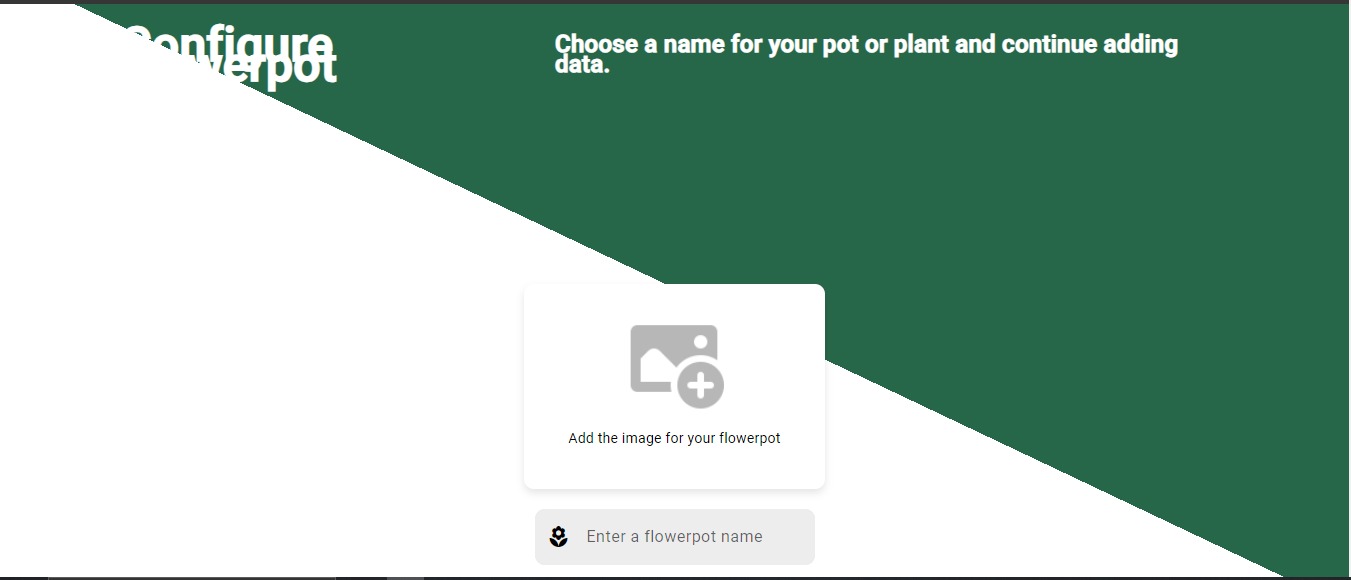 Configure
werpot
Choose a name for your pot or plant and continue adding
data.
Add the image for your flowerpot
Enter a flowerpot name